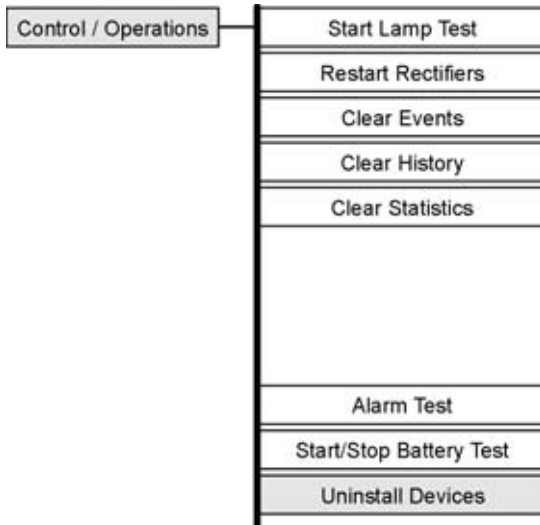 Control / Operations
Start Lamp Test
Restart Rectifiers
Clear Events
Clear History
Clear Statistics
Alarm Test
Start/Stop Battery Test
Uninstall Devices